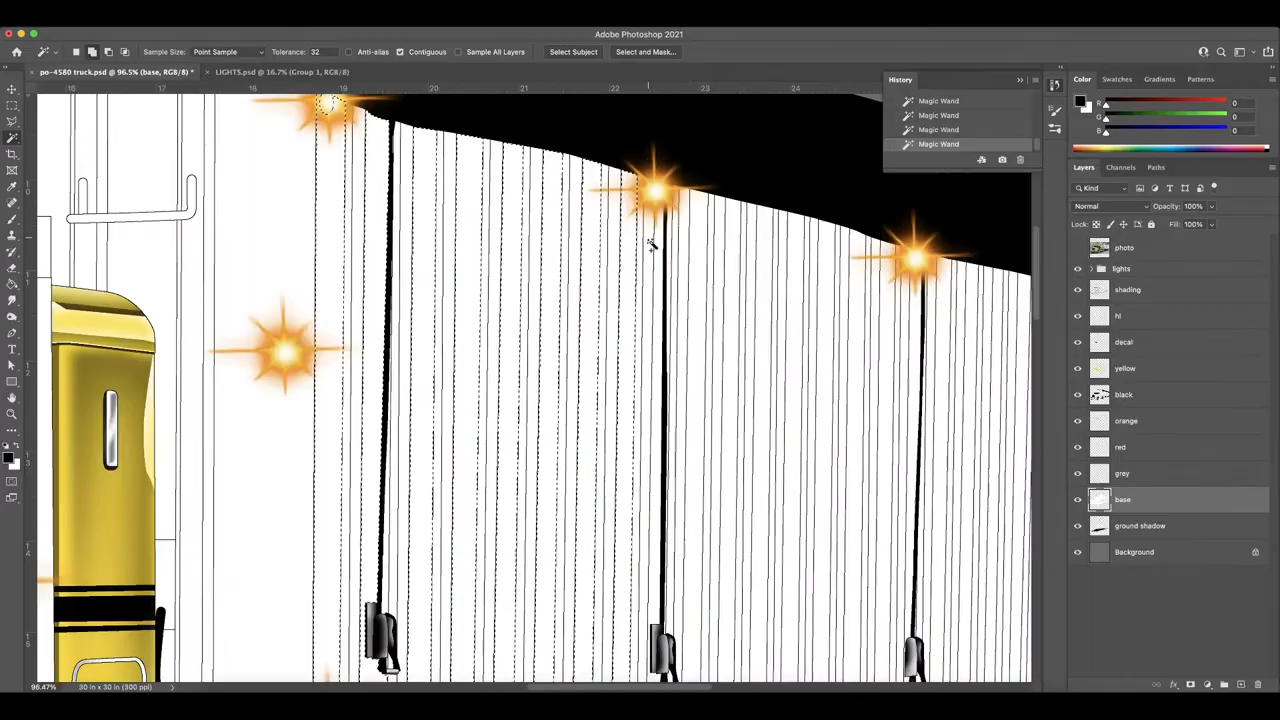 Adobe Photoshop 2021
Sample Size: Point Sample Tolerance: 32 Anti-alias Contiguous Sample All Layers Select Subject Select and Mask...
po-4580 truck.psd @ 96.5% (base, RGB/8) * LIGHTS.psd @ 16.7% (Group 1, RGB/8)
16 17 18 19 20 21 22 23 24
History
Magic Wand
Magic Wand
Magic Wand
Magic Wand
Color Swatches Gradients Patterns
R 0
G 0
B 0
Layers Channels Paths
Kind
Normal Opacity: 100%
Lock: Fill: 100%
photo
lights
shading
hl
decal
yellow
black
orange
red
grey
base
ground shadow
Background
96.47% 30 in x 30 in (300 ppi)